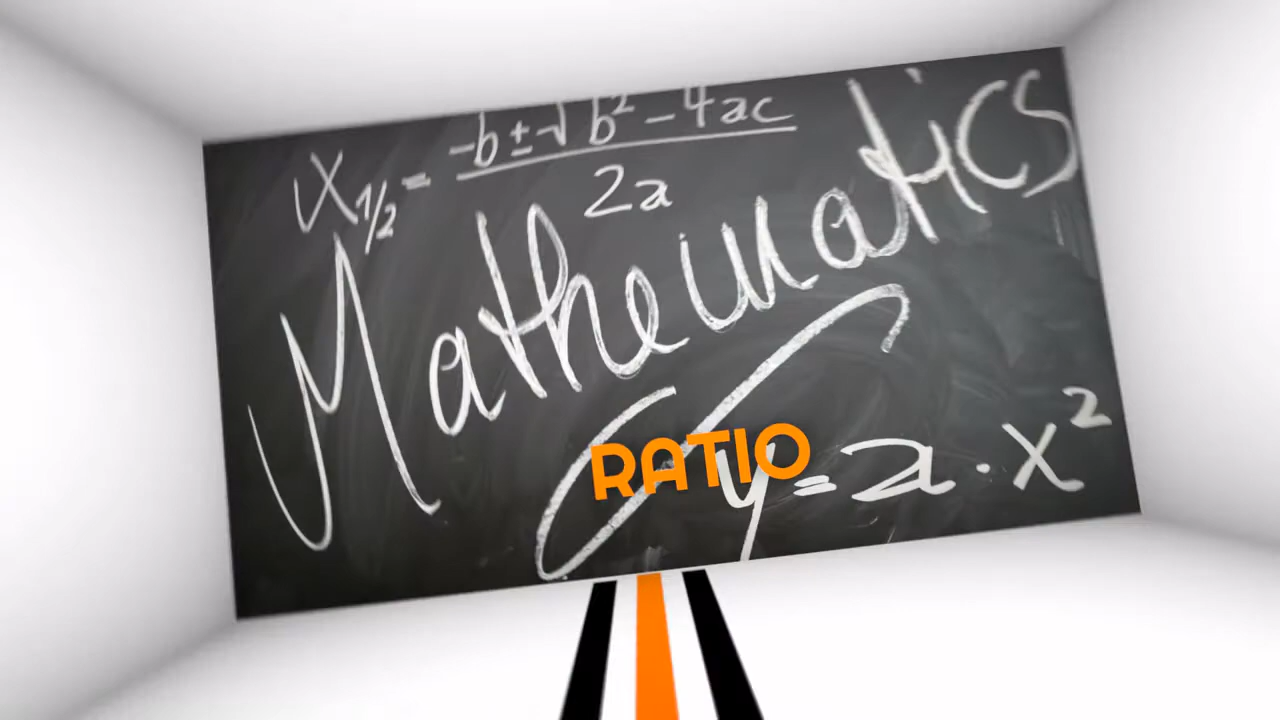 X1/2 = -b ± √b² - 4ac
2a
Mathematics
RATIO
y = a · x²